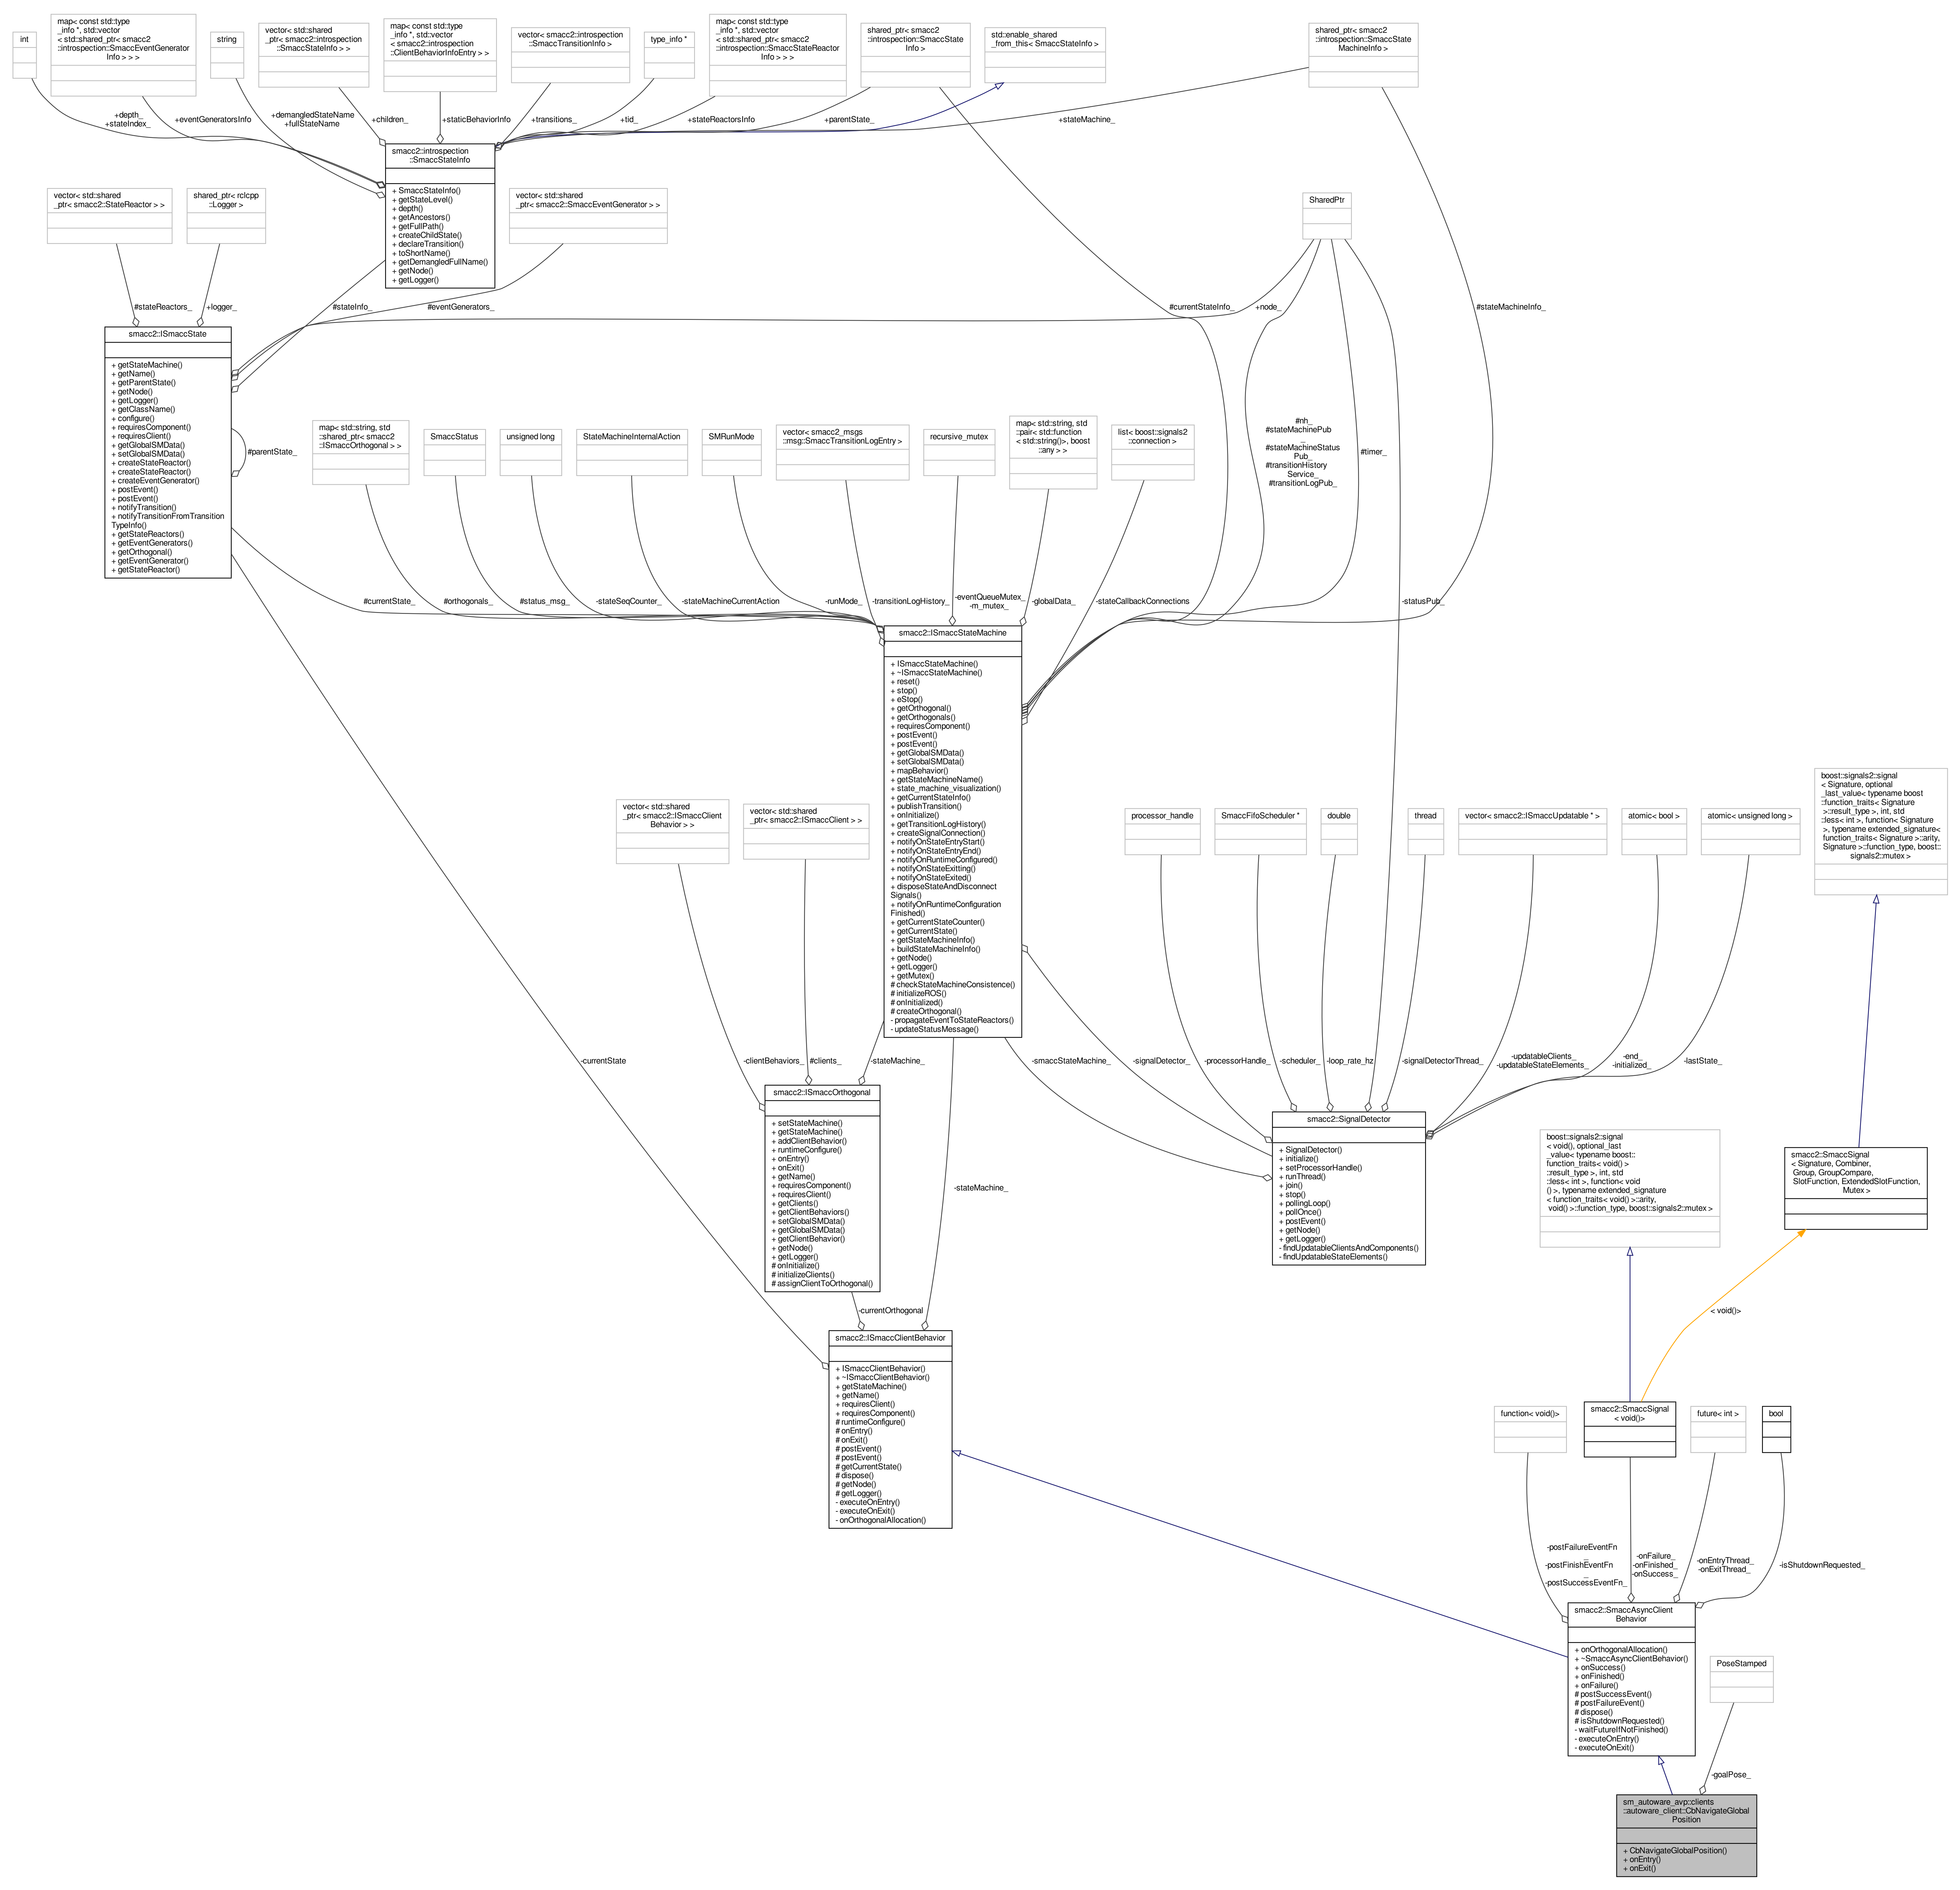 int
map< const std::type
_info *, std::vector
< std::shared_ptr< smacc2
::introspection::SmaccEventGenerator
Info > > >
string
vector< std::shared
_ptr< smacc2::introspection
::SmaccStateInfo > >
map< const std::type
_info *, std::vector
< smacc2::introspection
::ClientBehaviorInfoEntry > >
vector< smacc2::introspection
::SmaccTransitionInfo >
type_info *
map< const std::type
_info *, std::vector
< std::shared_ptr< smacc2
::introspection::SmaccStateReactor
Info > > >
shared_ptr< smacc2
::introspection::SmaccState
Info >
std::enable_shared
_from_this< SmaccStateInfo >
shared_ptr< smacc2
::introspection::SmaccState
MachineInfo >
+depth_
+stateIndex_
+eventGeneratorsInfo
+demangledStateName
+fullStateName
+children_
+staticBehaviorInfo
+transitions_
+tid_
+stateReactorsInfo
+parentState_
+stateMachine_
smacc2::introspection
::SmaccStateInfo
+ SmaccStateInfo()
+ getStateLevel()
+ depth()
+ getAncestors()
+ getFullPath()
+ createChildState()
+ declareTransition()
+ toShortName()
+ getDemangledFullName()
+ getNode()
+ getLogger()
vector< std::shared
_ptr< smacc2::StateReactor > >
shared_ptr< rclcpp
::Logger >
vector< std::shared
_ptr< smacc2::SmaccEventGenerator > >
SharedPtr
#stateReactors_
+logger_
#stateInfo_
#eventGenerators_
#currentStateInfo_
+node_
#stateMachineInfo_
smacc2::ISmaccState
+ getStateMachine()
+ getName()
+ getParentState()
+ getNode()
+ getLogger()
+ getClassName()
+ configure()
+ requiresComponent()
+ requiresClient()
+ getGlobalSMData()
+ setGlobalSMData()
+ createStateReactor()
+ createStateReactor()
+ createEventGenerator()
+ postEvent()
+ postEvent()
+ notifyTransition()
+ notifyTransitionFromTransition
TypeInfo()
+ getStateReactors()
+ getEventGenerators()
+ getOrthogonal()
+ getEventGenerator()
+ getStateReactor()
#parentState_
map< std::string, std
::shared_ptr< smacc2
::ISmaccOrthogonal > >
SmaccStatus
unsigned long
StateMachineInternalAction
SMRunMode
vector< smacc2_msgs
::msg::SmaccTransitionLogEntry >
recursive_mutex
map< std::string, std
::pair< std::function
< std::string()>, boost
::any > >
list< boost::signals2
::connection >
#nh_
#stateMachinePub
_
#stateMachineStatus
Pub_
#transitionHistory
Service_
#transitionLogPub_
#timer_
#currentState_
#orthogonals_
#status_msg_
-stateSeqCounter_
-stateMachineCurrentAction
-runMode_
-transitionLogHistory_
-eventQueueMutex_
-m_mutex_
-globalData_
-stateCallbackConnections
-statusPub_
smacc2::ISmaccStateMachine
+ ISmaccStateMachine()
+ ~ISmaccStateMachine()
+ reset()
+ stop()
+ eStop()
+ getOrthogonal()
+ getOrthogonals()
+ requiresComponent()
+ postEvent()
+ postEvent()
+ getGlobalSMData()
+ setGlobalSMData()
+ mapBehavior()
+ getStateMachineName()
+ state_machine_visualization()
+ getCurrentStateInfo()
+ publishTransition()
+ onInitialize()
+ getTransitionLogHistory()
+ createSignalConnection()
+ notifyOnStateEntryStart()
+ notifyOnStateEntryEnd()
+ notifyOnRuntimeConfigured()
+ notifyOnStateExitting()
+ notifyOnStateExited()
+ disposeStateAndDisconnect
Signals()
+ notifyOnRuntimeConfiguration
Finished()
+ getCurrentStateCounter()
+ getCurrentState()
+ getStateMachineInfo()
+ buildStateMachineInfo()
+ getNode()
+ getLogger()
+ getMutex()
# checkStateMachineConsistence()
# initializeROS()
# onInitialized()
# createOrthogonal()
- propagateEventToStateReactors()
- updateStatusMessage()
vector< std::shared
_ptr< smacc2::ISmaccClient
Behavior > >
vector< std::shared
_ptr< smacc2::ISmaccClient > >
processor_handle
SmaccFifoScheduler *
double
thread
vector< smacc2::ISmaccUpdatable * >
atomic< bool >
atomic< unsigned long >
boost::signals2::signal
< Signature, optional
_last_value< typename boost
::function_traits< Signature
>::result_type >, int, std
::less< int >, function< Signature
>, typename extended_signature<
function_traits< Signature >::arity,
Signature >::function_type, boost::
signals2::mutex >
-currentState
-clientBehaviors_
#clients_
-stateMachine_
-smaccStateMachine_
-signalDetector_
-processorHandle_
-scheduler_
-loop_rate_hz
-signalDetectorThread_
-updatableClients_
-updatableStateElements_
-end_
-initialized_
-lastState_
smacc2::ISmaccOrthogonal
+ setStateMachine()
+ getStateMachine()
+ addClientBehavior()
+ runtimeConfigure()
+ onEntry()
+ onExit()
+ getName()
+ requiresComponent()
+ requiresClient()
+ getClients()
+ getClientBehaviors()
+ setGlobalSMData()
+ getGlobalSMData()
+ getClientBehavior()
+ getNode()
+ getLogger()
# onInitialize()
# initializeClients()
# assignClientToOrthogonal()
-stateMachine_
smacc2::SignalDetector
+ SignalDetector()
+ initialize()
+ setProcessorHandle()
+ runThread()
+ join()
+ stop()
+ pollingLoop()
+ pollOnce()
+ postEvent()
+ getNode()
+ getLogger()
- findUpdatableClientsAndComponents()
- findUpdatableStateElements()
boost::signals2::signal
< void(), optional_last
_value< typename boost::
function_traits< void() >
::result_type >, int, std
::less< int >, function< void
() >, typename extended_signature
< function_traits< void() >::arity,
void() >::function_type, boost::signals2::mutex >
smacc2::SmaccSignal
< Signature, Combiner,
Group, GroupCompare,
SlotFunction, ExtendedSlotFunction,
Mutex >
-currentOrthogonal
< void()>
smacc2::ISmaccClientBehavior
+ ISmaccClientBehavior()
+ ~ISmaccClientBehavior()
+ getStateMachine()
+ getName()
+ requiresClient()
+ requiresComponent()
# runtimeConfigure()
# onEntry()
# onExit()
# postEvent()
# postEvent()
# getCurrentState()
# dispose()
# getNode()
# getLogger()
- executeOnEntry()
- executeOnExit()
- onOrthogonalAllocation()
function< void()>
smacc2::SmaccSignal
< void()>
future< int >
bool
-postFailureEventFn
_
-postFinishEventFn
_
-postSuccessEventFn_
-onFailure_
-onFinished_
-onSuccess_
-onEntryThread_
-onExitThread_
-isShutdownRequested_
smacc2::SmaccAsyncClient
Behavior
+ onOrthogonalAllocation()
+ ~SmaccAsyncClientBehavior()
+ onSuccess()
+ onFinished()
+ onFailure()
# postSuccessEvent()
# postFailureEvent()
# dispose()
# isShutdownRequested()
- waitFutureIfNotFinished()
- executeOnEntry()
- executeOnExit()
PoseStamped
-goalPose_
sm_autoware_avp::clients
::autoware_client::CbNavigateGlobal
Position
+ CbNavigateGlobalPosition()
+ onEntry()
+ onExit()